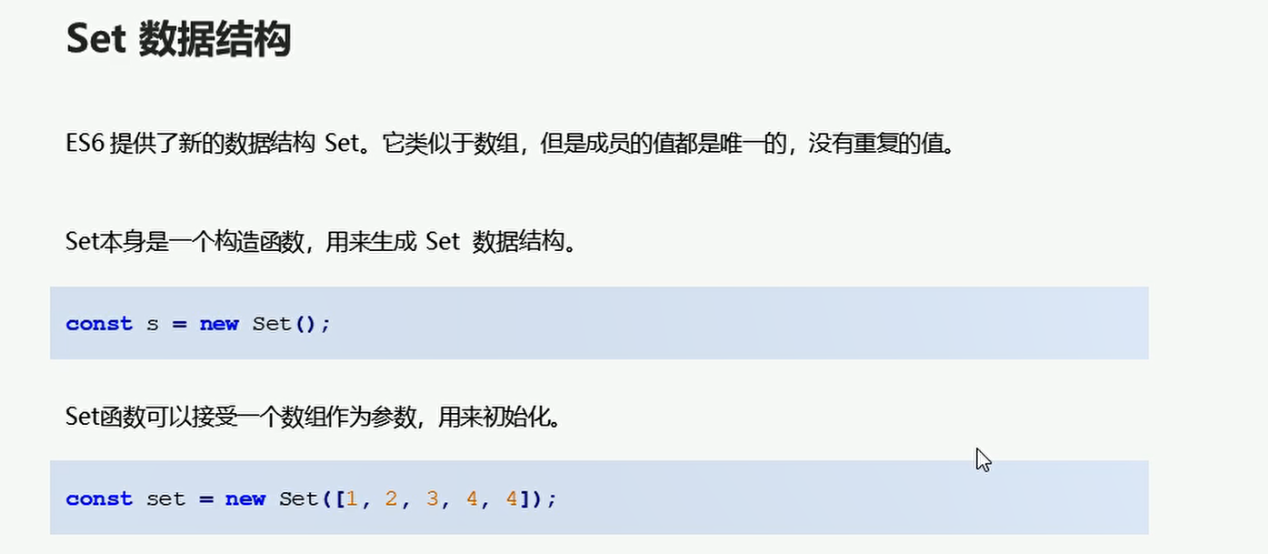 Set 数据结构
ES6 提供了新的数据结构 Set。它类似于数组，但是成员的值都是唯一的，没有重复的值。
Set本身是一个构造函数，用来生成 Set 数据结构。
const s = new Set();
Set函数可以接受一个数组作为参数，用来初始化。
const set = new Set([1, 2, 3, 4, 4]);